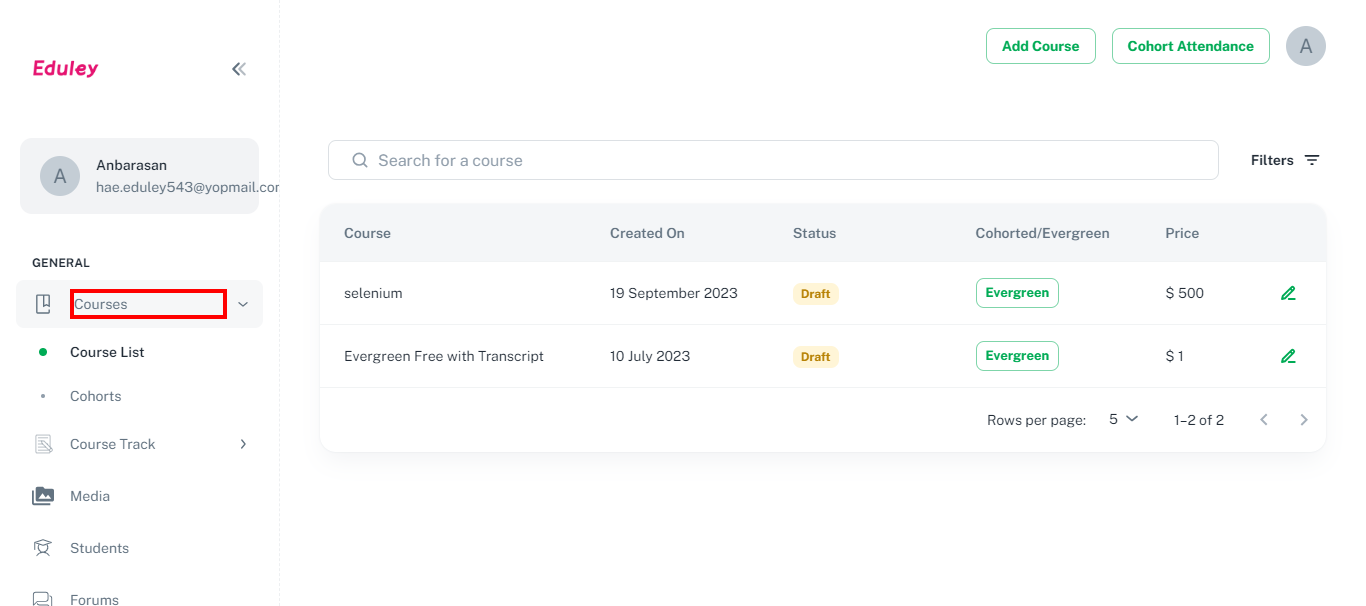 Eduley
Add Course
Cohort Attendance
A
A
Anbarasan
hae.eduley543@yopmail.com
GENERAL
Courses
Course List
Cohorts
Course Track
Media
Students
Forums
Search for a course
Filters
Course Created On Status Cohorted/Evergreen Price
selenium 19 September 2023 Draft Evergreen $ 500
Evergreen Free with Transcript 10 July 2023 Draft Evergreen $ 1
Rows per page: 5 1–2 of 2